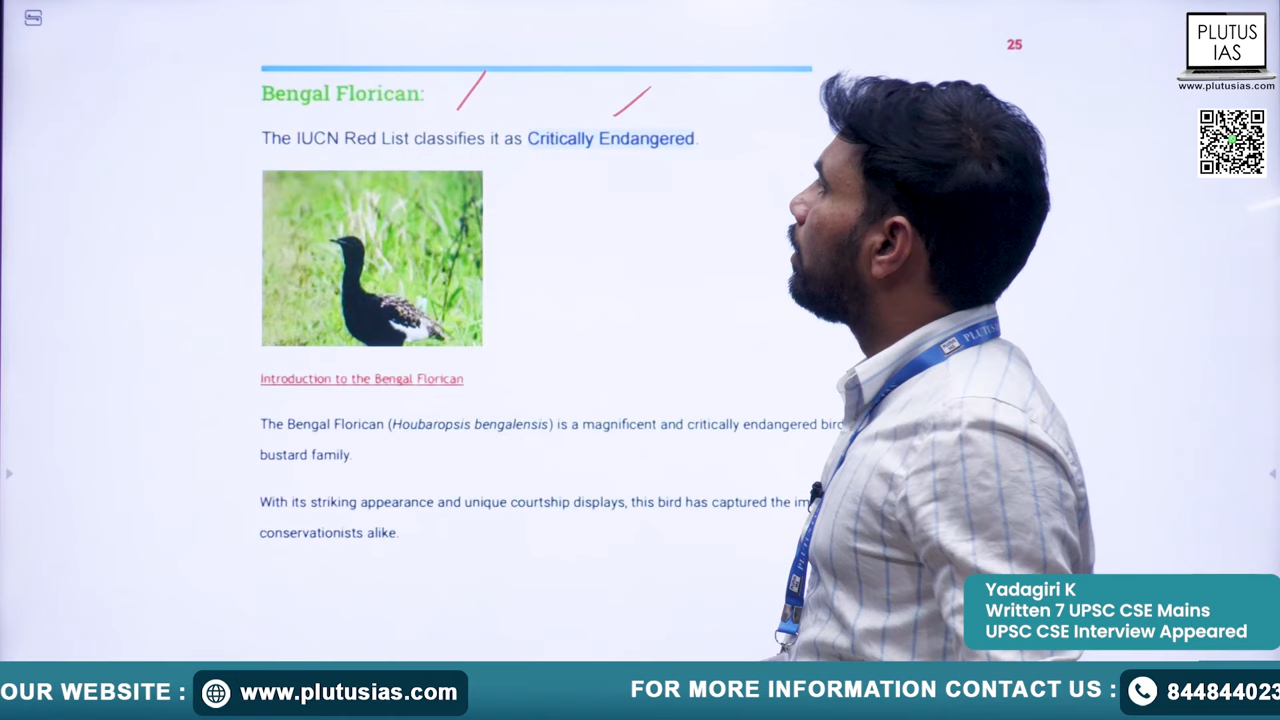 25
PLUTUS
IAS
www.plutusias.com
Bengal Florican:
The IUCN Red List classifies it as Critically Endangered.
Introduction to the Bengal Florican
The Bengal Florican (Houbaropsis bengalensis) is a magnificent and critically endangered
bustard family.
With its striking appearance and unique courtship displays, this bird has captured the
conservationists alike.
PLUTUS
Yadagiri K
Written 7 UPSC CSE Mains
UPSC CSE Interview Appeared
OUR WEBSITE : www.plutusias.com
FOR MORE INFORMATION CONTACT US : 844844023